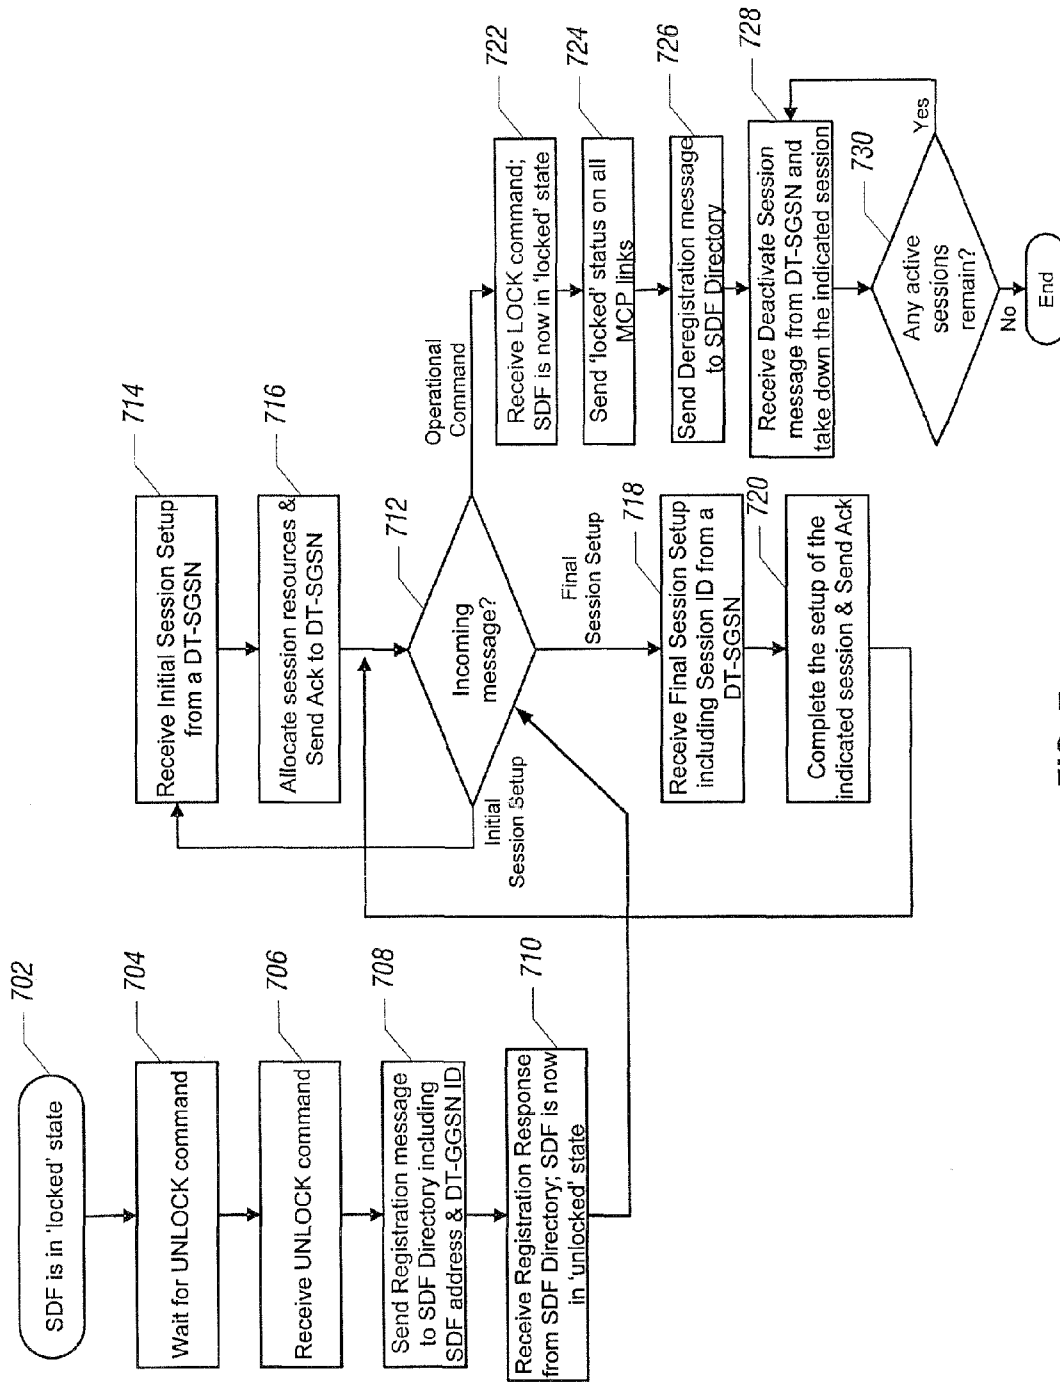 702
SDF is in 'locked' state
704
Wait for UNLOCK command
706
Receive UNLOCK command
708
Send Registration message
to SDF Directory including
SDF address & DT-GGSN ID
710
Receive Registration Response
from SDF Directory; SDF is now
in 'unlocked' state
714
Receive Initial Session Setup
from a DT-SGSN
716
Allocate session resources &
Send Ack to DT-SGSN
712
Incoming
message?
Initial
Session Setup
Final
Session Setup
Operational
Command
718
Receive Final Session Setup
including Session ID from a
DT-SGSN
720
Complete the setup of the
indicated session & Send Ack
722
Receive LOCK command;
SDF is now in 'locked' state
724
Send 'locked' status on all
MCP links
726
Send Deregistration message
to SDF Directory
728
Receive Deactivate Session
message from DT-SGSN and
take down the indicated session
730
Any active
sessions
remain?
Yes
No
End